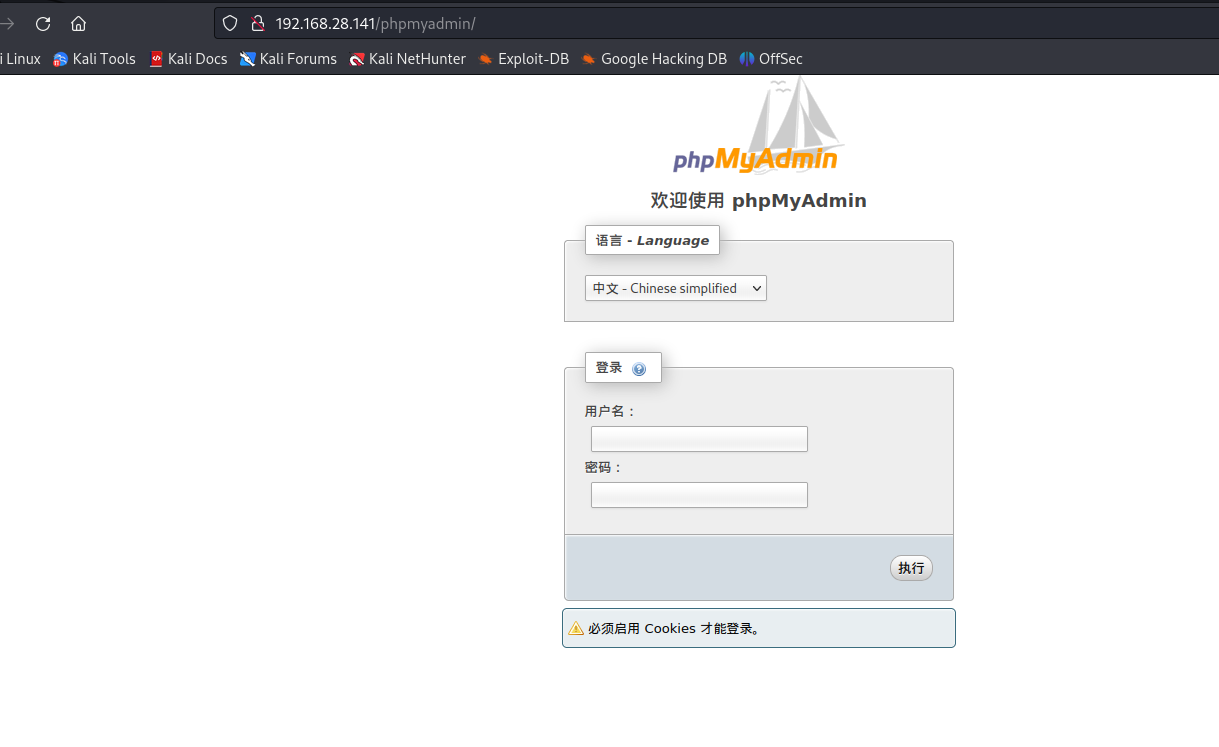 192.168.28.141/phpmyadmin/
i Linux Kali Tools Kali Docs Kali Forums Kali NetHunter Exploit-DB Google Hacking DB OffSec
phpMyAdmin
欢迎使用 phpMyAdmin
语言 - Language
中文 - Chinese simplified
登录
用户名：
密码：
执行
必须启用 Cookies 才能登录。